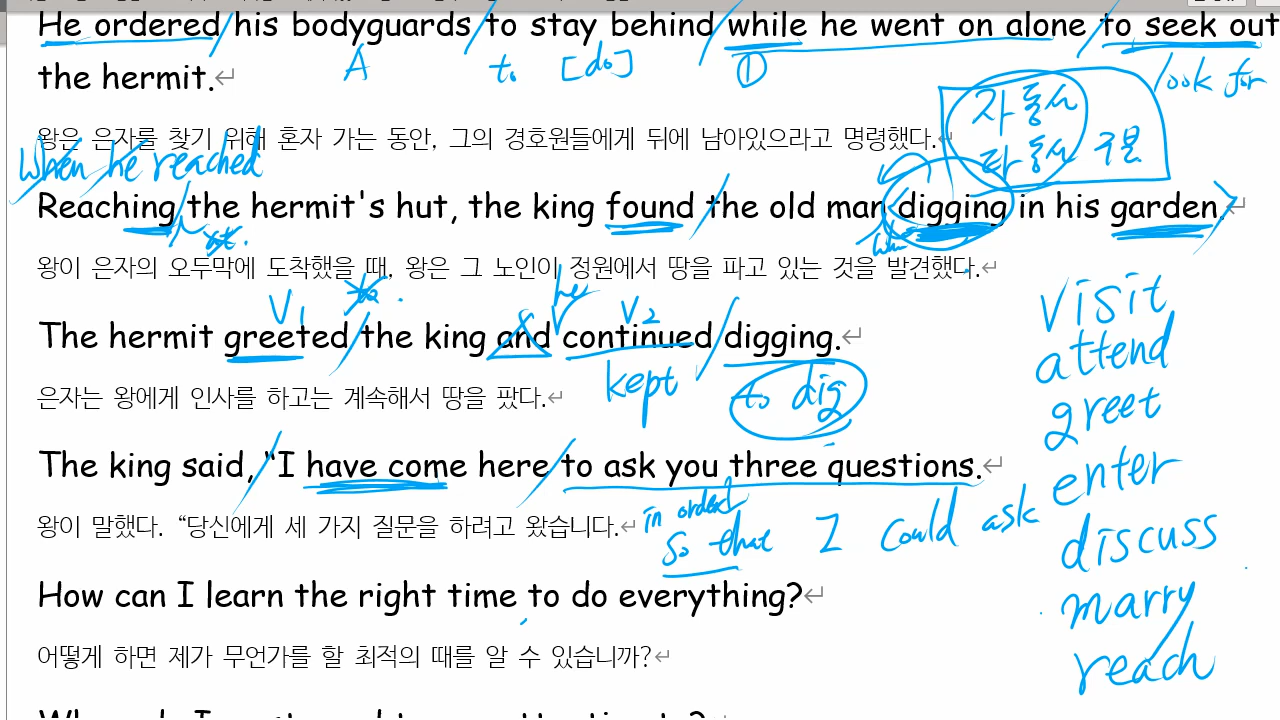 He ordered his bodyguards to stay behind while he went on alone to seek out
A to [do] ① look for
the hermit.
자동사
왕은 은자를 찾기 위해 혼자 가는 동안, 그의 경호원들에게 뒤에 남아있으라고 명령했다.
타동사 구분
When he reached
Reaching the hermit's hut, the king found the old man digging in his garden.
왕이 은자의 오두막에 도착했을 때, 왕은 그 노인이 정원에서 땅을 파고 있는 것을 발견했다.
V1 to he V2
visit
The hermit greeted the king and continued digging.
attend
kept to dig
은자는 왕에게 인사를 하고는 계속해서 땅을 팠다.
greet
The king said, “I have come here to ask you three questions.
enter
in order
왕이 말했다. “당신에게 세 가지 질문을 하려고 왔습니다.
so that I could ask
discuss
How can I learn the right time to do everything?
marry
어떻게 하면 제가 무언가를 할 최적의 때를 알 수 있습니까?
reach